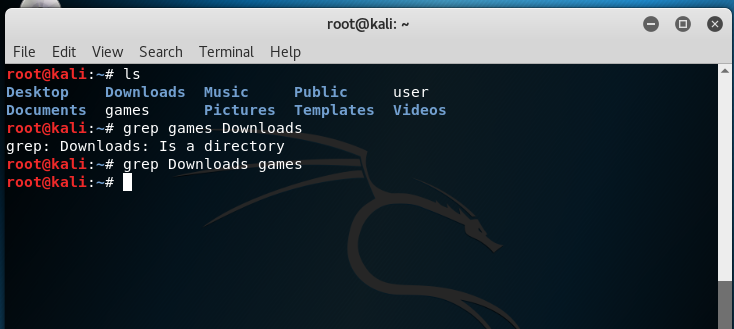 root@kali: ~
File Edit View Search Terminal Help
root@kali:~# ls
Desktop Downloads Music Public user
Documents games Pictures Templates Videos
root@kali:~# grep games Downloads
grep: Downloads: Is a directory
root@kali:~# grep Downloads games
root@kali:~#